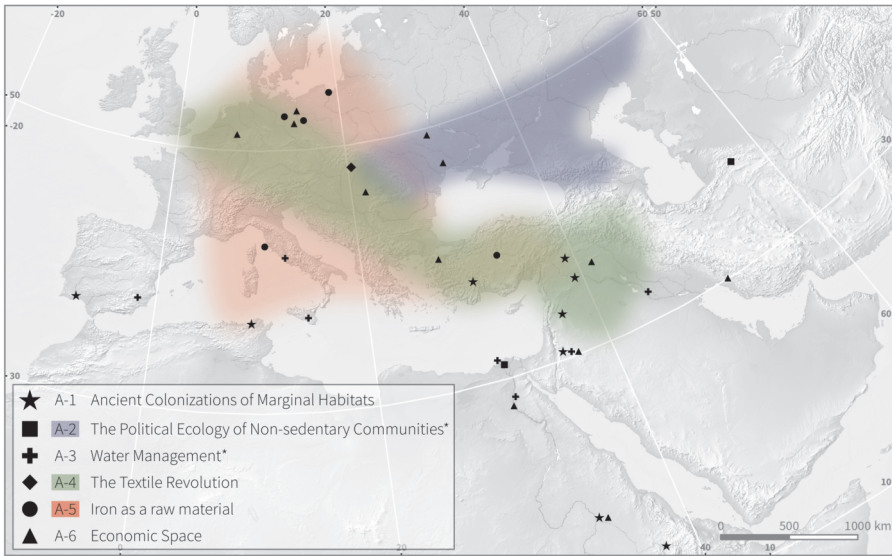 -20 0 20 40 60 50
50
-20
30
60
30
10
A-1 Ancient Colonizations of Marginal Habitats
A-2 The Political Ecology of Non-sedentary Communities*
A-3 Water Management*
A-4 The Textile Revolution
A-5 Iron as a raw material
A-6 Economic Space
0 500 1000 km
0 20 40 10